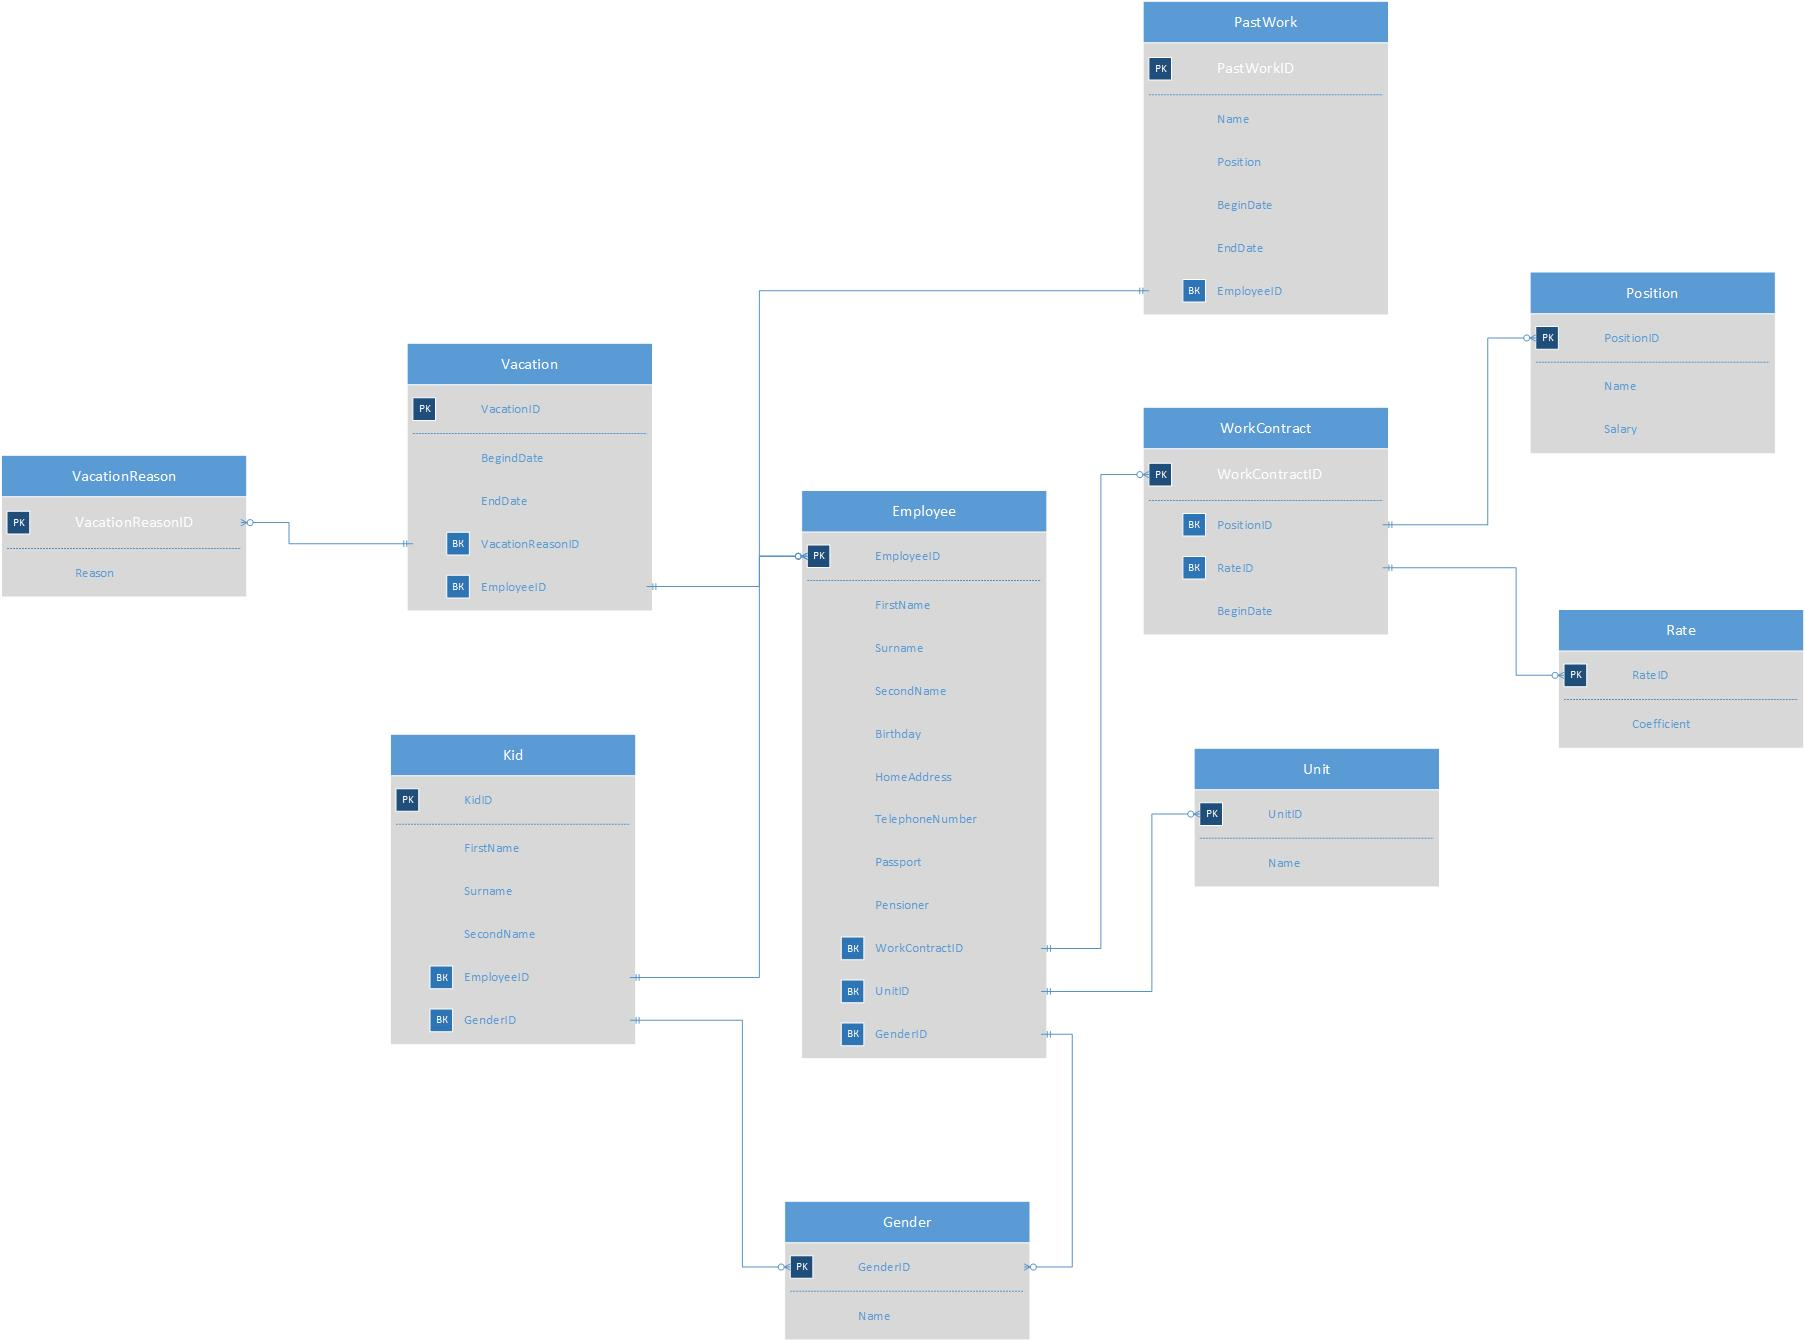 PastWork
PK PastWorkID
Name
Position
BeginDate
EndDate
BK EmployeeID
Position
PK PositionID
Name
Salary
Vacation
PK VacationID
BegindDate
EndDate
BK VacationReasonID
BK EmployeeID
WorkContract
PK WorkContractID
BK PositionID
BK RateID
BeginDate
VacationReason
PK VacationReasonID
Reason
Employee
PK EmployeeID
FirstName
Surname
SecondName
Birthday
HomeAddress
TelephoneNumber
Passport
Pensioner
BK WorkContractID
BK UnitID
BK GenderID
Rate
PK RateID
Coefficient
Kid
PK KidID
FirstName
Surname
SecondName
BK EmployeeID
BK GenderID
Unit
PK UnitID
Name
Gender
PK GenderID
Name